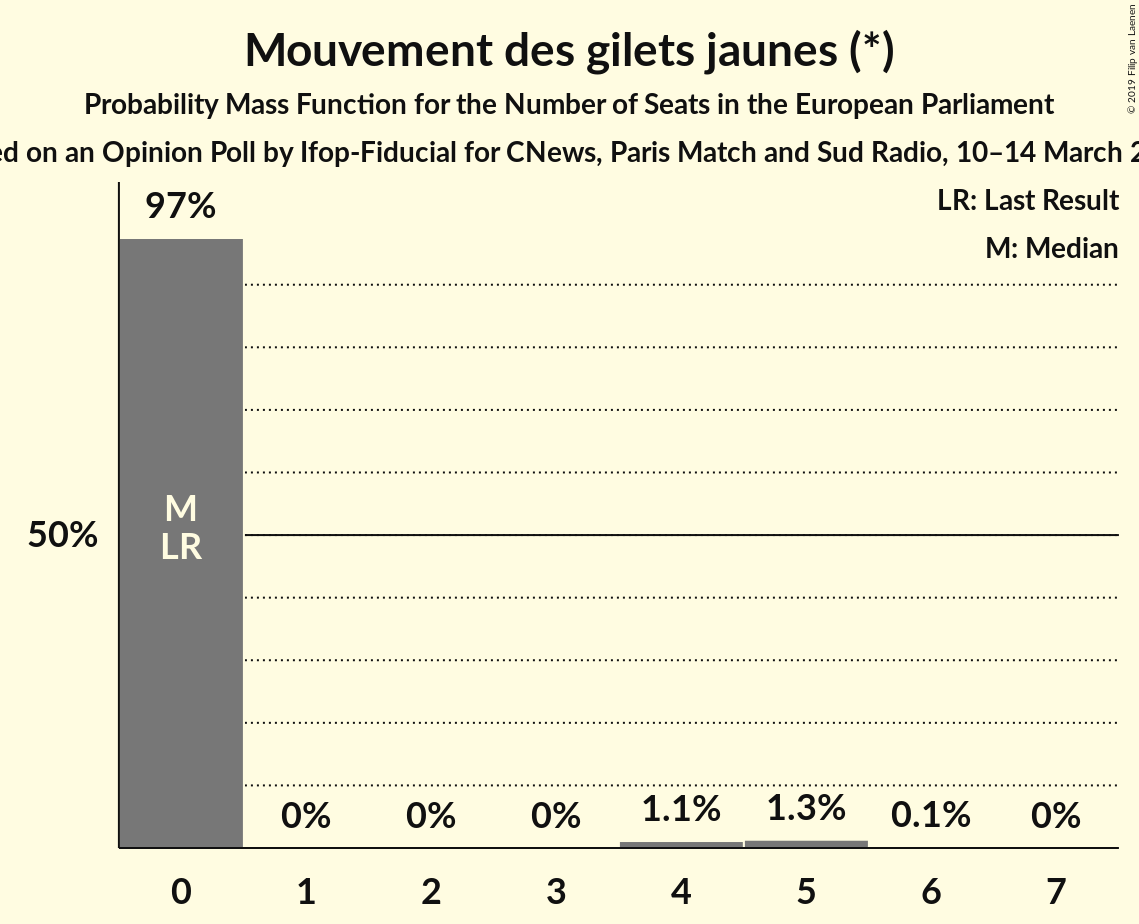 Mouvement des gilets jaunes (*)
Probability Mass Function for the Number of Seats in the European Parliament
ed on an Opinion Poll by Ifop-Fiducial for CNews, Paris Match and Sud Radio, 10–14 March 2
© 2019 Filip van Laenen
LR: Last Result
M: Median
97%
M
LR
50%
0% 0% 0% 1.1% 1.3% 0.1% 0%
0 1 2 3 4 5 6 7